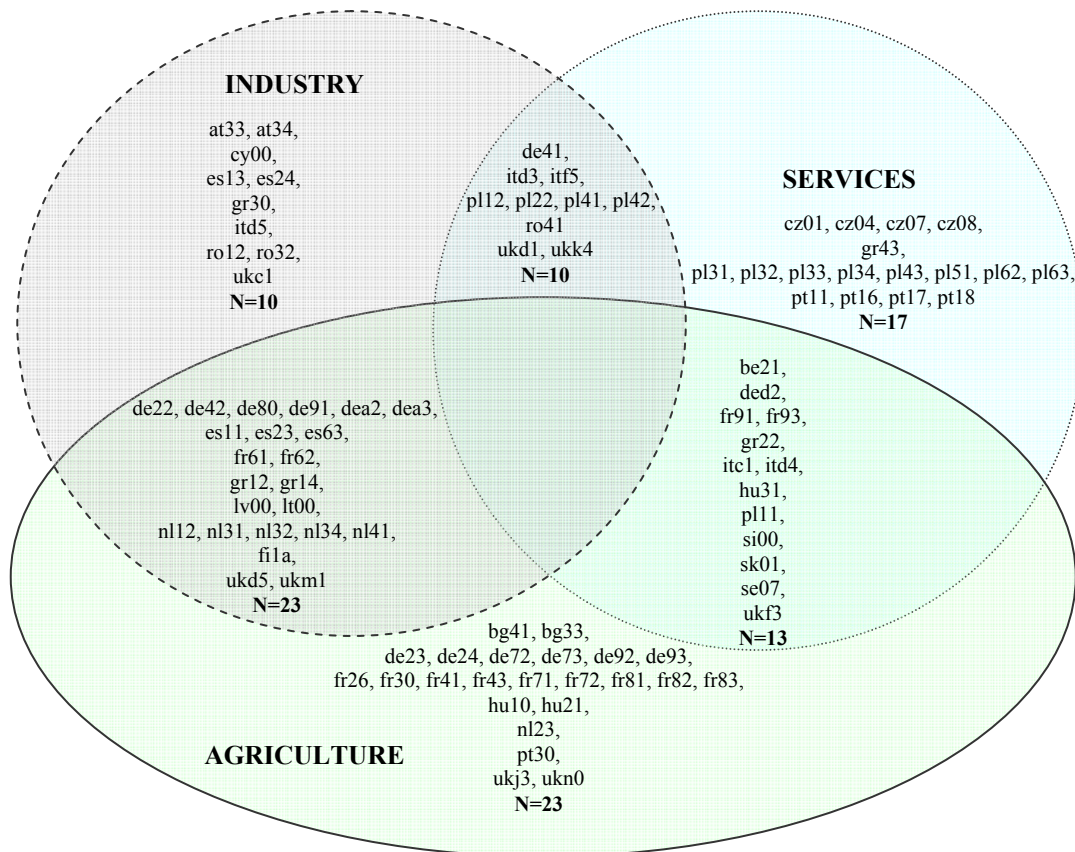 INDUSTRY
at33, at34,
cy00,
es13, es24,
gr30,
itd5,
ro12, ro32,
ukc1
N=10
de41,
itd3, itf5,
pl12, pl22, pl41, pl42,
ro41
ukd1, ukk4
N=10
SERVICES
cz01, cz04, cz07, cz08,
gr43,
pl31, pl32, pl33, pl34, pl43, pl51, pl62, pl63,
pt11, pt16, pt17, pt18
N=17
de22, de42, de80, de91, dea2, dea3,
es11, es23, es63,
fr61, fr62,
gr12, gr14,
lv00, lt00,
nl12, nl31, nl32, nl34, nl41,
fi1a,
ukd5, ukm1
N=23
be21,
ded2,
fr91, fr93,
gr22,
itc1, itd4,
hu31,
pl11,
si00,
sk01,
se07,
ukf3
N=13
bg41, bg33,
de23, de24, de72, de73, de92, de93,
fr26, fr30, fr41, fr43, fr71, fr72, fr81, fr82, fr83,
hu10, hu21,
nl23,
pt30,
ukj3, ukn0
N=23
AGRICULTURE